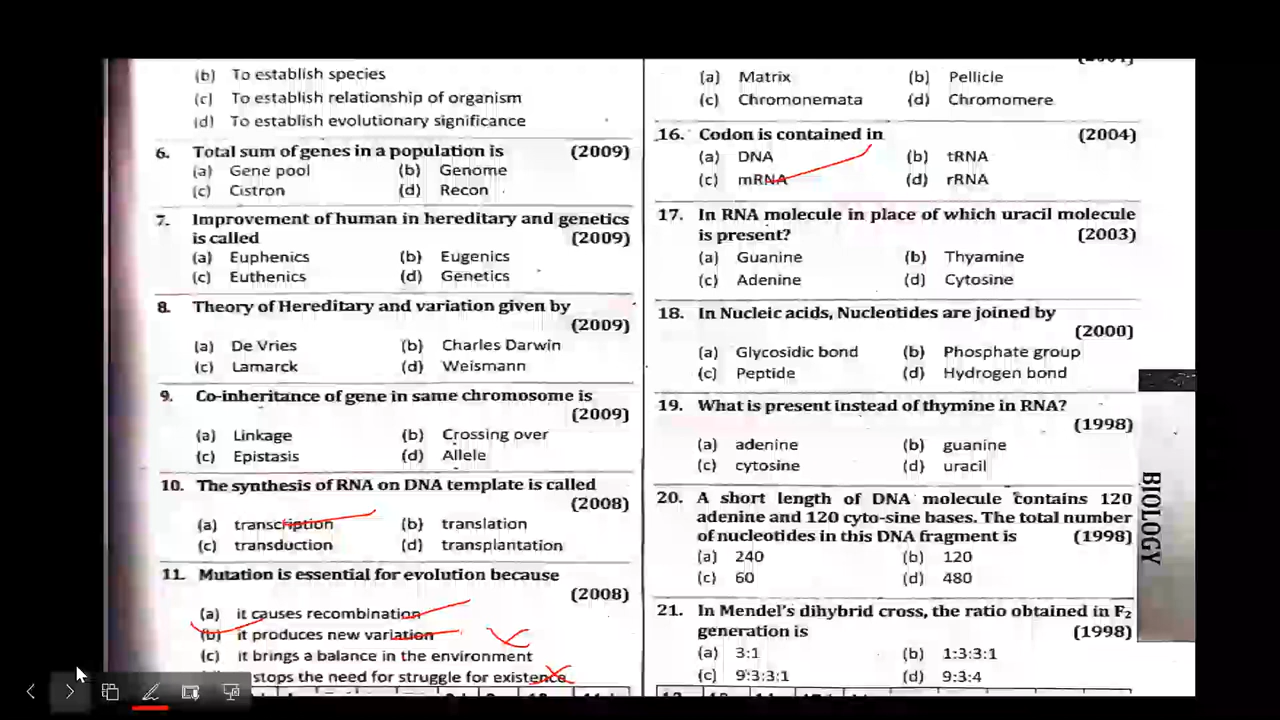 (b) To establish species
(c) To establish relationship of organism
(d) To establish evolutionary significance
6. Total sum of genes in a population is (2009)
(a) Gene pool (b) Genome
(c) Cistron (d) Recon
7. Improvement of human in hereditary and genetics
is called (2009)
(a) Euphenics (b) Eugenics
(c) Euthenics (d) Genetics
8. Theory of Hereditary and variation given by
(2009)
(a) De Vries (b) Charles Darwin
(c) Lamarck (d) Weismann
9. Co-inheritance of gene in same chromosome is
(2009)
(a) Linkage (b) Crossing over
(c) Epistasis (d) Allele
10. The synthesis of RNA on DNA template is called
(2008)
(a) transcription (b) translation
(c) transduction (d) transplantation
11. Mutation is essential for evolution because
(2008)
(a) it causes recombination
(b) it produces new variation
(c) it brings a balance in the environment
stops the need for struggle for existence
(a) Matrix (b) Pellicle
(c) Chromonemata (d) Chromomere
16. Codon is contained in (2004)
(a) DNA (b) tRNA
(c) mRNA (d) rRNA
17. In RNA molecule in place of which uracil molecule
is present? (2003)
(a) Guanine (b) Thyamine
(c) Adenine (d) Cytosine
18. In Nucleic acids, Nucleotides are joined by
(2000)
(a) Glycosidic bond (b) Phosphate group
(c) Peptide (d) Hydrogen bond
19. What is present instead of thymine in RNA?
(1998)
(a) adenine (b) guanine
(c) cytosine (d) uracil
20. A short length of DNA molecule contains 120
adenine and 120 cyto-sine bases. The total number
of nucleotides in this DNA fragment is (1998)
(a) 240 (b) 120
(c) 60 (d) 480
21. In Mendel's dihybrid cross, the ratio obtained in F₂
generation is (1998)
(a) 3:1 (b) 1:3:3:1
(c) 9:3:3:1 (d) 9:3:4
BIOLOGY